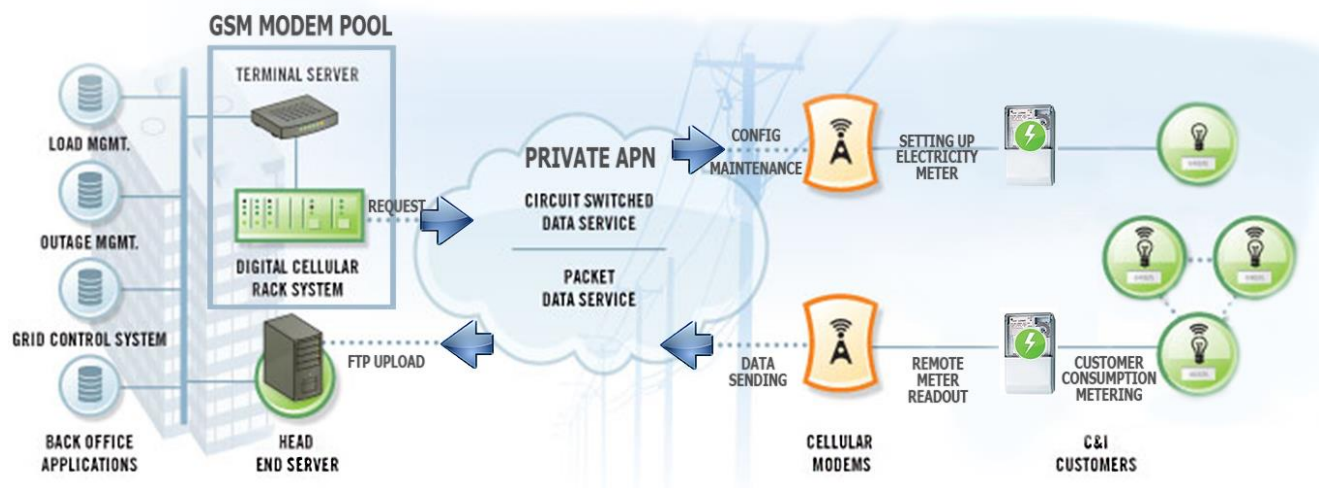 GSM MODEM POOL
TERMINAL SERVER
LOAD MGMT.
OUTAGE MGMT.
DIGITAL CELLULAR
RACK SYSTEM
REQUEST
GRID CONTROL SYSTEM
FTP UPLOAD
BACK OFFICE
APPLICATIONS
HEAD
END SERVER
PRIVATE APN
CIRCUIT SWITCHED
DATA SERVICE
PACKET
DATA SERVICE
CONFIG
MAINTENANCE
SETTING UP
ELECTRICITY
METER
DATA
SENDING
REMOTE
METER
READOUT
CUSTOMER
CONSUMPTION
METERING
CELLULAR
MODEMS
C&I
CUSTOMERS